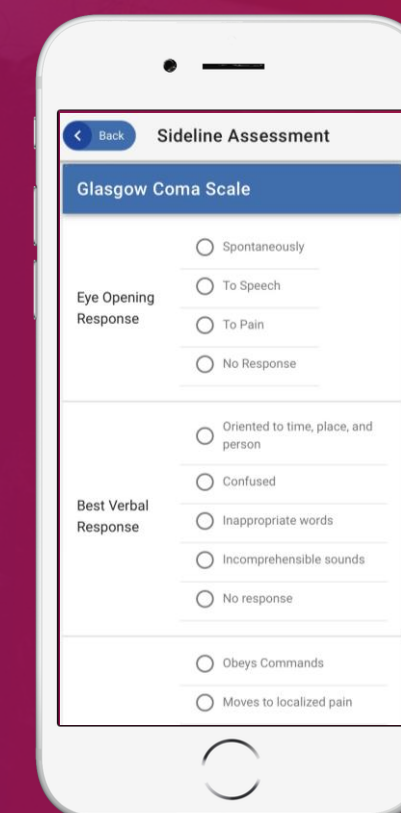 Back
Sideline Assessment
Glasgow Coma Scale
Eye Opening
Response
Spontaneously
To Speech
To Pain
No Response
Best Verbal
Response
Oriented to time, place, and
person
Confused
Inappropriate words
Incomprehensible sounds
No response
Obeys Commands
Moves to localized pain